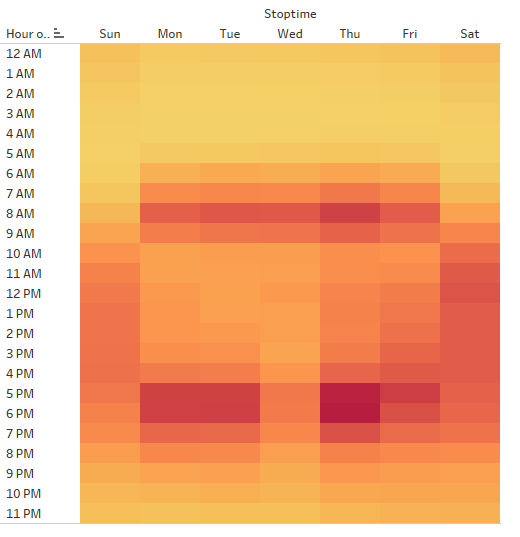 Stoptime
Hour o.. Sun Mon Tue Wed Thu Fri Sat
12 AM
1 AM
2 AM
3 AM
4 AM
5 AM
6 AM
7 AM
8 AM
9 AM
10 AM
11 AM
12 PM
1 PM
2 PM
3 PM
4 PM
5 PM
6 PM
7 PM
8 PM
9 PM
10 PM
11 PM